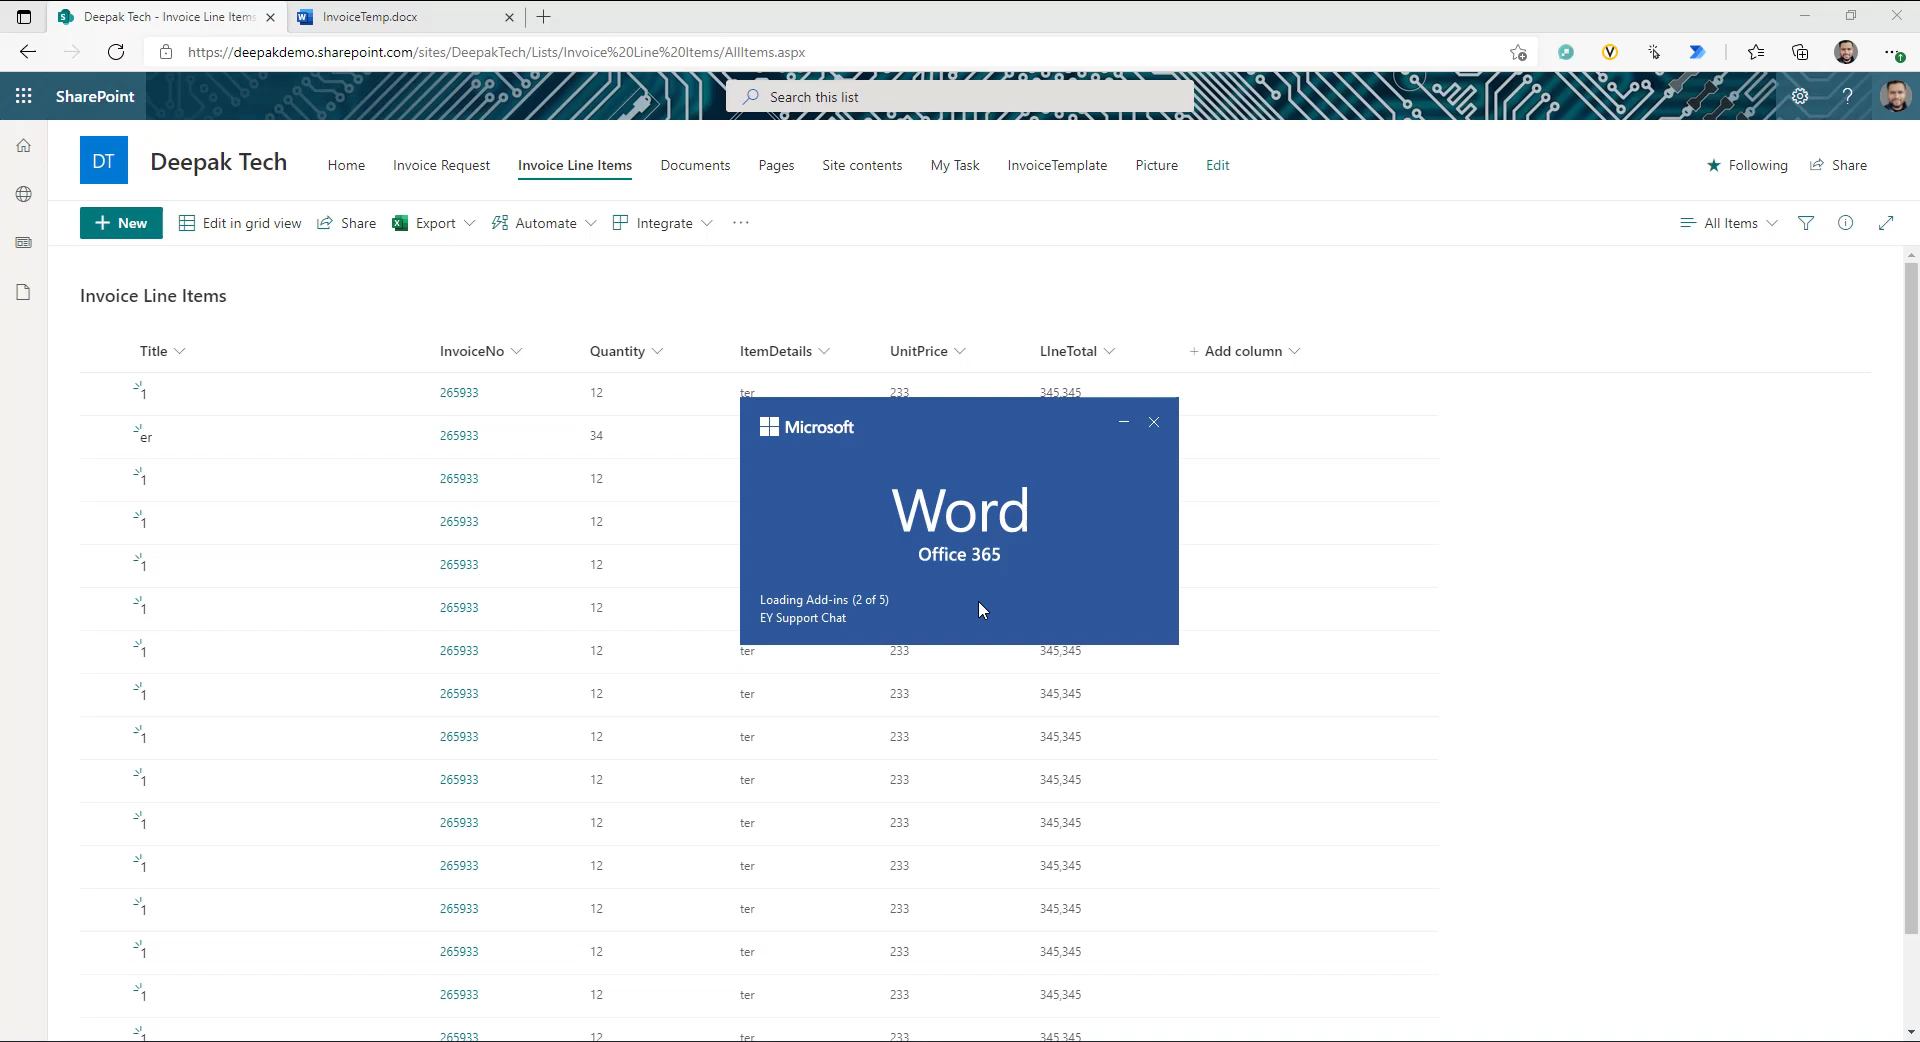 Deepak Tech - Invoice Line Items
InvoiceTemp.docx
https://deepakdemo.sharepoint.com/sites/DeepakTech/Lists/Invoice%20Line%20Items/AllItems.aspx
SharePoint
Search this list
DT
Deepak Tech
Home Invoice Request Invoice Line Items Documents Pages Site contents My Task InvoiceTemplate Picture Edit
Following Share
New Edit in grid view Share Export Automate Integrate ...
All Items
Invoice Line Items
Title InvoiceNo Quantity ItemDetails UnitPrice LIneTotal + Add column
1 265933 12 ter 233 345,345
er 265933 34
1 265933 12
1 265933 12
1 265933 12
1 265933 12
1 265933 12 ter 233 345,345
1 265933 12 ter 233 345,345
1 265933 12 ter 233 345,345
1 265933 12 ter 233 345,345
1 265933 12 ter 233 345,345
1 265933 12 ter 233 345,345
1 265933 12 ter 233 345,345
1 265933 12 ter 233 345,345
1 265933 12 ter 233 345,345
1 265933 12 ter 233 345,345
Microsoft
Word
Office 365
Loading Add-ins (2 of 5)
EY Support Chat